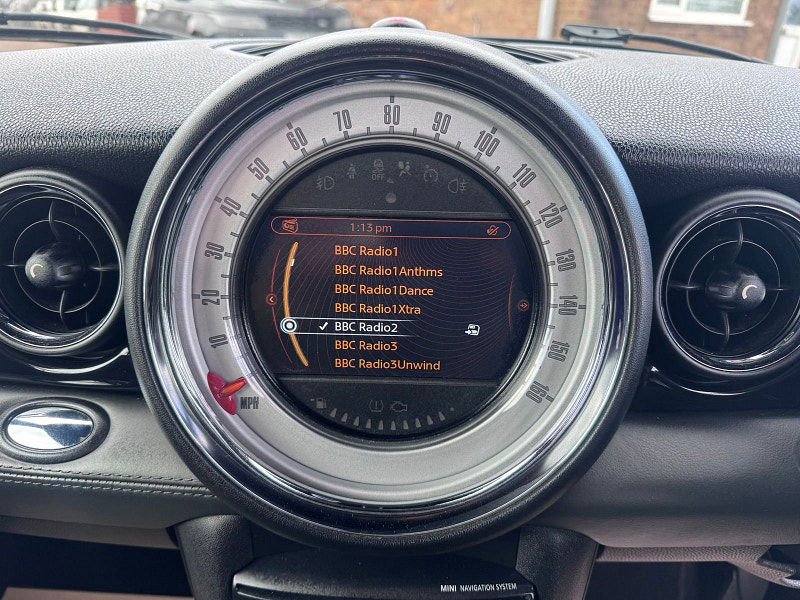 OFF
10
20
30
40
50
60
70
80
90
100
110
120
130
140
150
160
MPH
1:13 pm
BBC Radio1
BBC Radio1Anthms
BBC Radio1Dance
BBC Radio1Xtra
BBC Radio2
BBC Radio3
BBC Radio3Unwind
MINI NAVIGATION SYSTEM